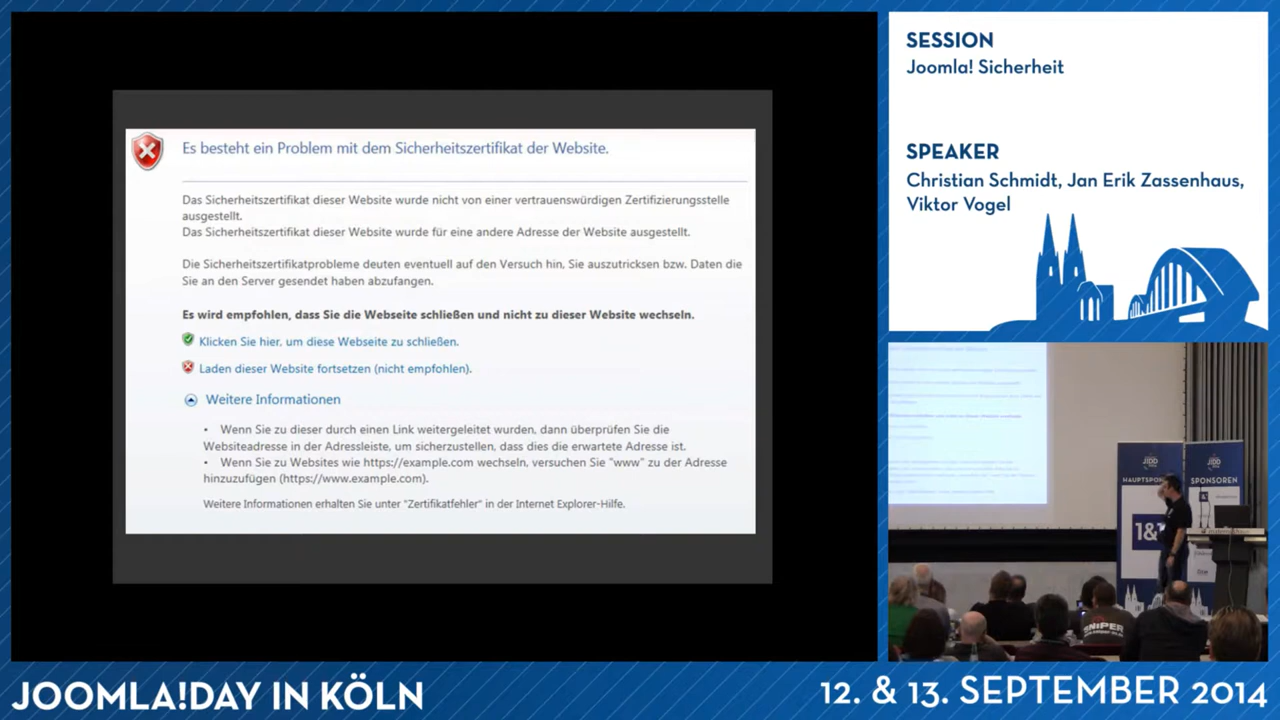 Es besteht ein Problem mit dem Sicherheitszertifikat der Website.
Das Sicherheitszertifikat dieser Website wurde nicht von einer vertrauenswürdigen Zertifizierungsstelle
ausgestellt.
Das Sicherheitszertifikat dieser Website wurde für eine andere Adresse der Website ausgestellt.
Die Sicherheitszertifikatprobleme deuten eventuell auf den Versuch hin, Sie auszutricksen bzw. Daten die
Sie an den Server gesendet haben abzufangen.
Es wird empfohlen, dass Sie die Webseite schließen und nicht zu dieser Website wechseln.
Klicken Sie hier, um diese Webseite zu schließen.
Laden dieser Website fortsetzen (nicht empfohlen).
Weitere Informationen
• Wenn Sie zu dieser durch einen Link weitergeleitet wurden, dann überprüfen Sie die
Websiteadresse in der Adressleiste, um sicherzustellen, dass dies die erwartete Adresse ist.
• Wenn Sie zu Websites wie https://example.com wechseln, versuchen Sie "www" zu der Adresse
hinzuzufügen (https://www.example.com).
Weitere Informationen erhalten Sie unter "Zertifikatfehler" in der Internet Explorer-Hilfe.
SESSION
Joomla! Sicherheit
SPEAKER
Christian Schmidt, Jan Erik Zassenhaus,
Viktor Vogel
JDD
JDD
HAUPTSPON
SPONSOREN
1&1
SNIPER
JOOMLA!DAY IN KÖLN
12. & 13. SEPTEMBER 2014